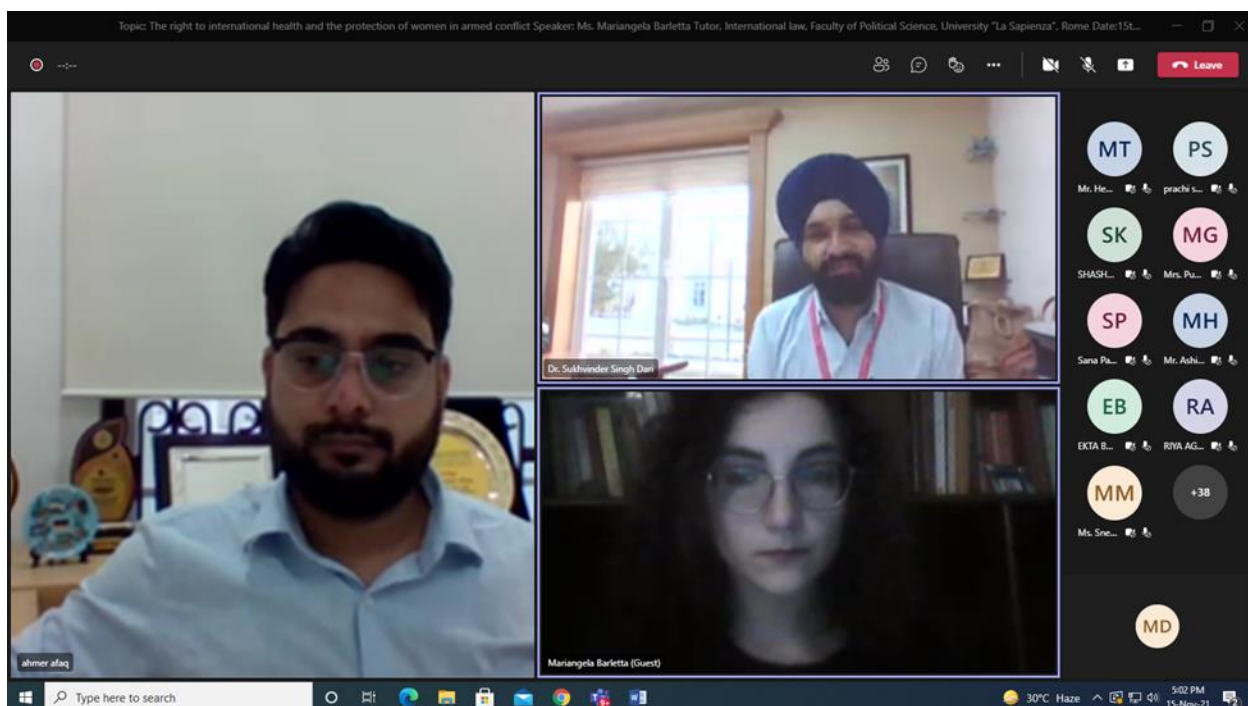 Topic: The right to international health and the protection of women in armed conflict Speaker: Ms. Mariangela Barletta Tutor, International law, Faculty of Political Science, University "La Sapienza", Rome Date:15t...
--:--
Leave
Dr. Sukhvinder Singh Dari
ahmer afaq
Mariangela Barletta (Guest)
MT
PS
Mr. He...
prachi s...
SK
MG
SHASH...
Mrs. Pu...
SP
MH
Sana Pa...
Mr. Ashi...
EB
RA
EKTA B...
RIYA AG...
MM
+38
Ms. Sne...
MD
Type here to search
30°C Haze
5:02 PM
15-Nov-21